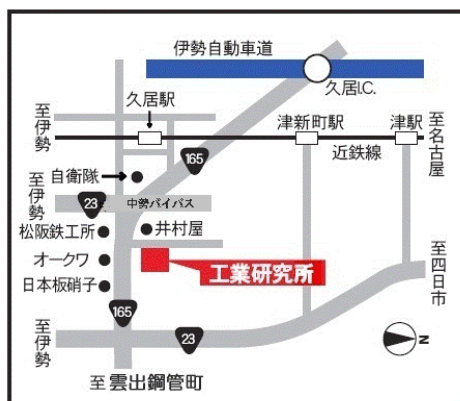 伊勢自動車道
久居I.C.
至伊勢
久居駅
津新町駅
津駅
至名古屋
近鉄線
165
自衛隊
至伊勢
23
中勢バイパス
松阪鉄工所
井村屋
オークワ
工業研究所
日本板硝子
至四日市
165
至伊勢
23
N
至 雲出鋼管町